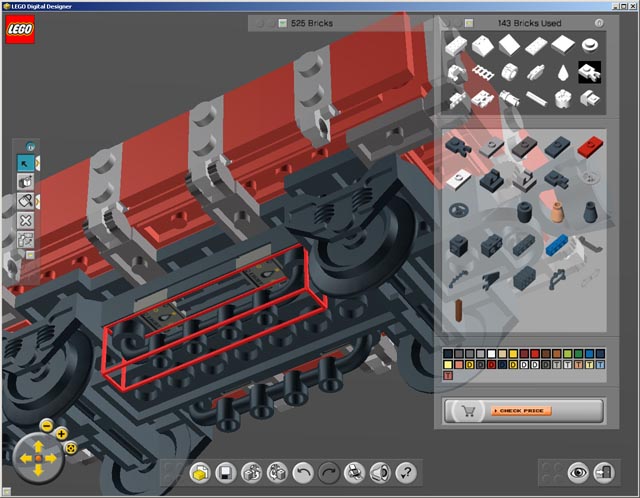 LEGO Digital Designer
LEGO
525 Bricks
143 Bricks Used
CHECK PRICE